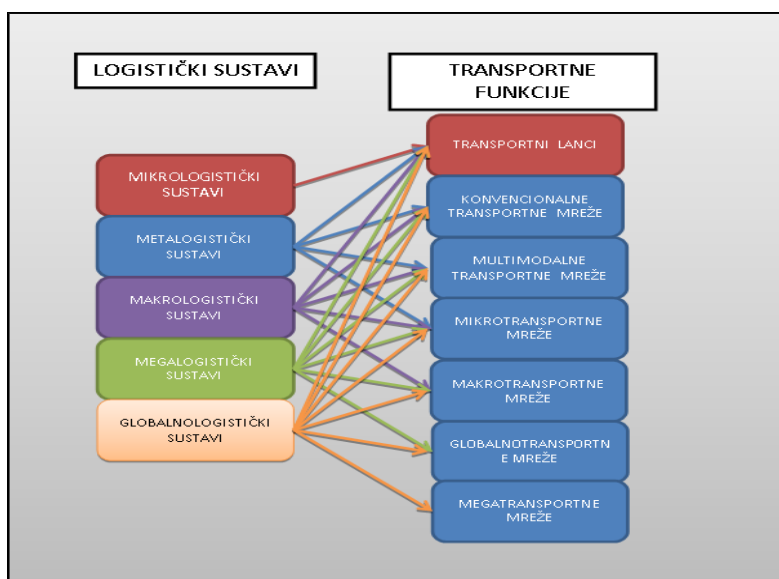 LOGISTIČKI SUSTAVI
TRANSPORTNE
FUNKCIJE
MIKROLOGISTIČKI
SUSTAVI
METALOGISTIČKI
SUSTAVI
MAKROLOGISTIČKI
SUSTAVI
MEGALOGISTIČKI
SUSTAVI
GLOBALNOLOGISTIČKI
SUSTAVI
TRANSPORTNI LANCI
KONVENCIONALNE
TRANSPORTNE MREŽE
MULTIMODALNE
TRANSPORTNE MREŽE
MIKROTRANSPORTNE
MREŽE
MAKROTRANSPORTNE
MREŽE
GLOBALNOTRANSPORTN
E MREŽE
MEGATRANSPORTNE
MREŽE